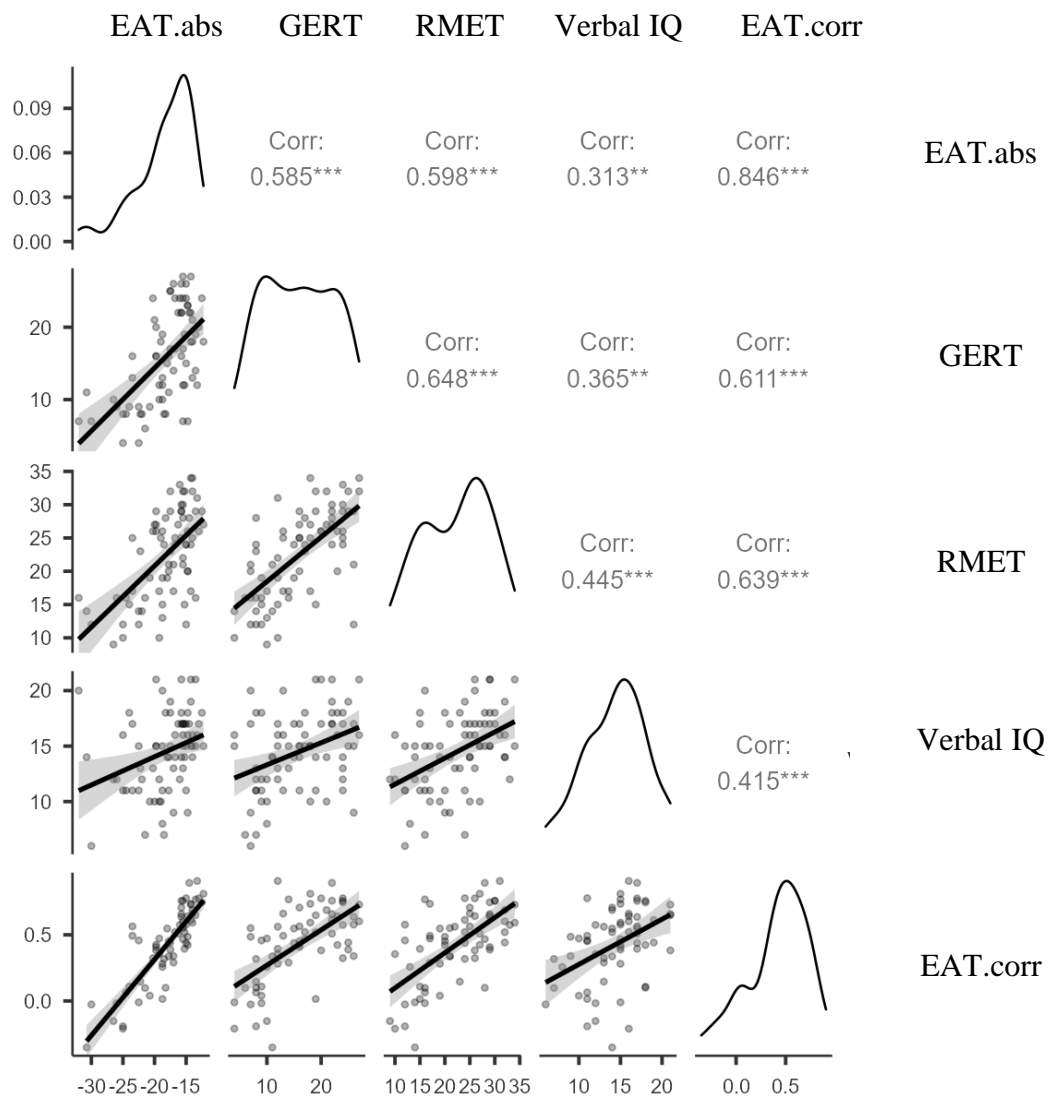 EAT.abs GERT RMET Verbal IQ EAT.corr
0.09
0.06
0.03
0.00
Corr:
0.585***
Corr:
0.598***
Corr:
0.313**
Corr:
0.846***
EAT.abs
20
10
Corr:
0.648***
Corr:
0.365**
Corr:
0.611***
GERT
35
30
25
20
15
10
Corr:
0.445***
Corr:
0.639***
RMET
20
15
10
Corr:
0.415***
Verbal IQ
0.5
0.0
EAT.corr
-30 -25 -20 -15 10 20 10 15 20 25 30 35 10 15 20 0.0 0.5